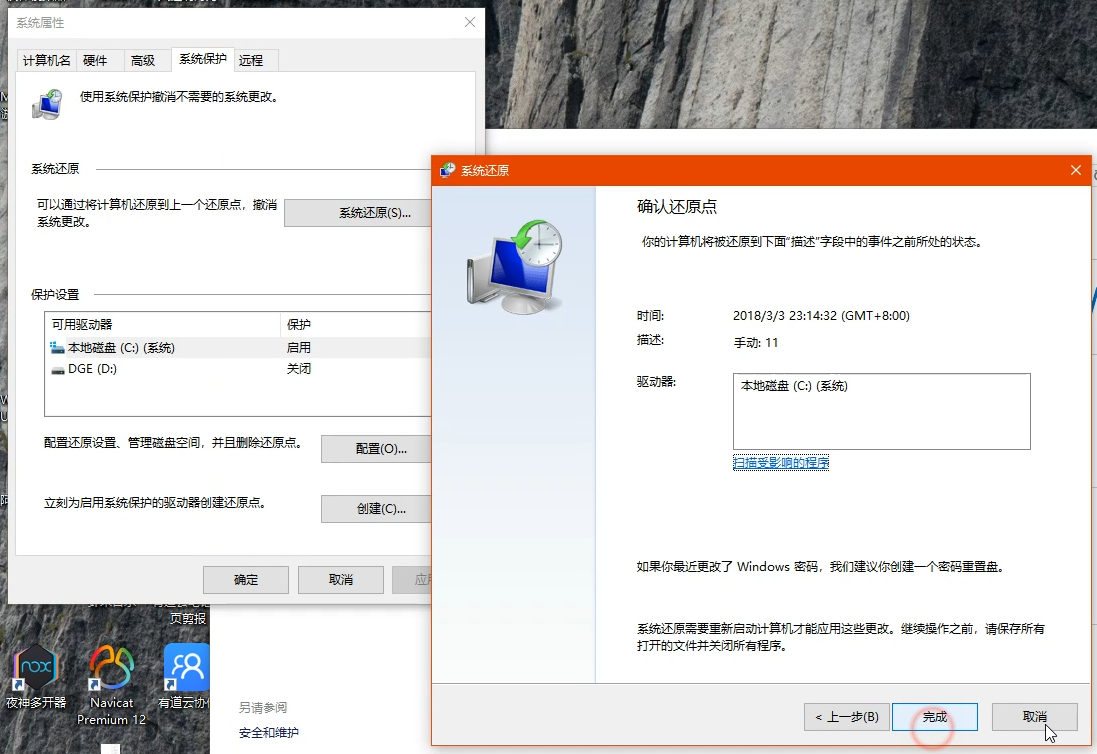 系统属性
计算机名
硬件
高级
系统保护
远程
使用系统保护撤消不需要的系统更改。
系统还原
可以通过将计算机还原到上一个还原点，撤消
系统更改。
系统还原(S)...
保护设置
可用驱动器
保护
本地磁盘 (C:) (系统)
启用
DGE (D:)
关闭
配置还原设置、管理磁盘空间，并且删除还原点。
配置(O)...
立刻为启用系统保护的驱动器创建还原点。
创建(C)...
确定
取消
系统还原
确认还原点
你的计算机将被还原到下面“描述”字段中的事件之前所处的状态。
时间:
2018/3/3 23:14:32 (GMT+8:00)
描述:
手动: 11
驱动器:
本地磁盘 (C:) (系统)
扫描受影响的程序
如果你最近更改了 Windows 密码，我们建议你创建一个密码重置盘。
系统还原需要重新启动计算机才能应用这些更改。继续操作之前，请保存所有
打开的文件并关闭所有程序。
< 上一步(B)
完成
取消
页剪报
nox
夜神多开器
Navicat
Premium 12
有道云协
另请参阅
安全和维护